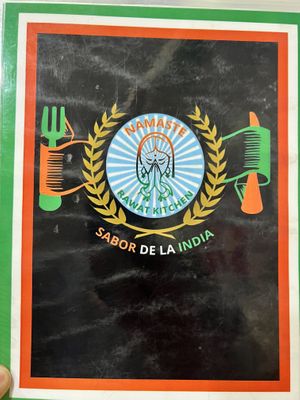 NAMASTE
RAWAT KITCHEN
SABOR DE LA INDIA